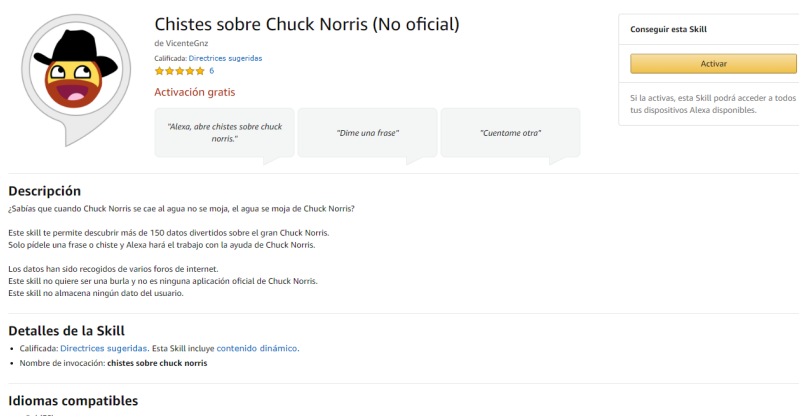 Chistes sobre Chuck Norris (No oficial)
de VicenteGnz
Calificada: Directrices sugeridas
6
Activación gratis
"Alexa, abre chistes sobre chuck
norris."
"Dime una frase"
"Cuentame otra"
Conseguir esta Skill
Activar
Si la activas, esta Skill podrá acceder a todos
tus dispositivos Alexa disponibles.
Descripción
¿Sabías que cuando Chuck Norris se cae al agua no se moja, el agua se moja de Chuck Norris?
Este skill te permite descubrir más de 150 datos divertidos sobre el gran Chuck Norris.
Solo pídele una frase o chiste y Alexa hará el trabajo con la ayuda de Chuck Norris.
Los datos han sido recogidos de varios foros de internet.
Este skill no quiere ser una burla y no es ninguna aplicación oficial de Chuck Norris.
Este skill no almacena ningún dato del usuario.
Detalles de la Skill
• Calificada: Directrices sugeridas. Esta Skill incluye contenido dinámico.
• Nombre de invocación: chistes sobre chuck norris
Idiomas compatibles